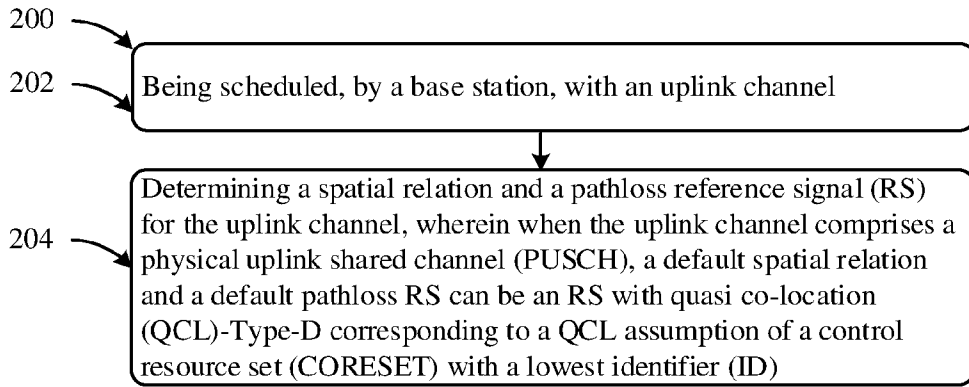 200
202
Being scheduled, by a base station, with an uplink channel
204
Determining a spatial relation and a pathloss reference signal (RS)
for the uplink channel, wherein when the uplink channel comprises a
physical uplink shared channel (PUSCH), a default spatial relation
and a default pathloss RS can be an RS with quasi co-location
(QCL)-Type-D corresponding to a QCL assumption of a control
resource set (CORESET) with a lowest identifier (ID)